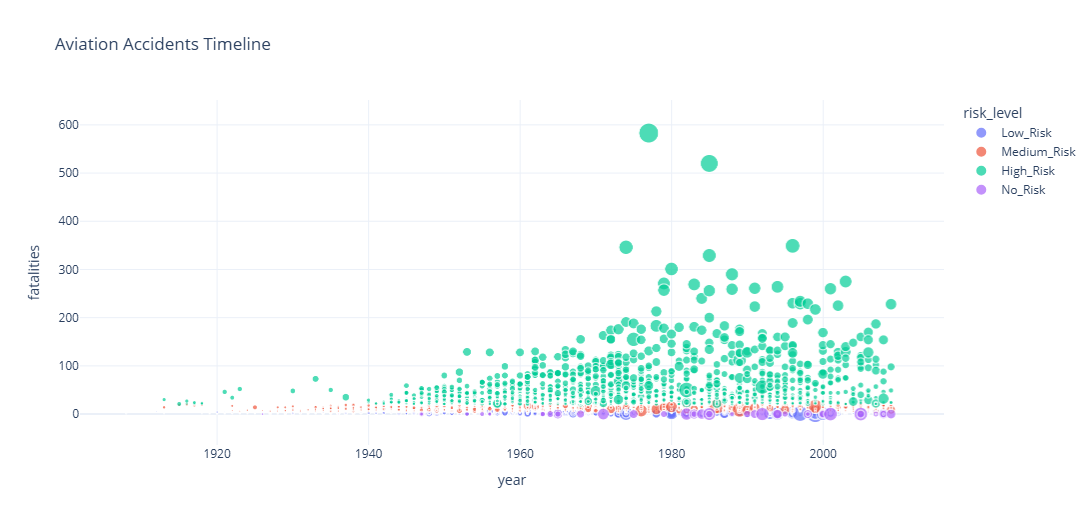 Aviation Accidents Timeline
risk_level
Low_Risk
Medium_Risk
High_Risk
No_Risk
fatalities
600
500
400
300
200
100
0
1920 1940 1960 1980 2000
year